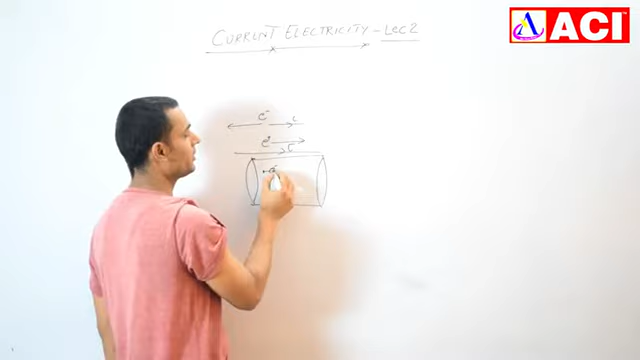 CURRENT ELECTRICITY - Lec 2
ACI
e⁻ i
e⁺
E